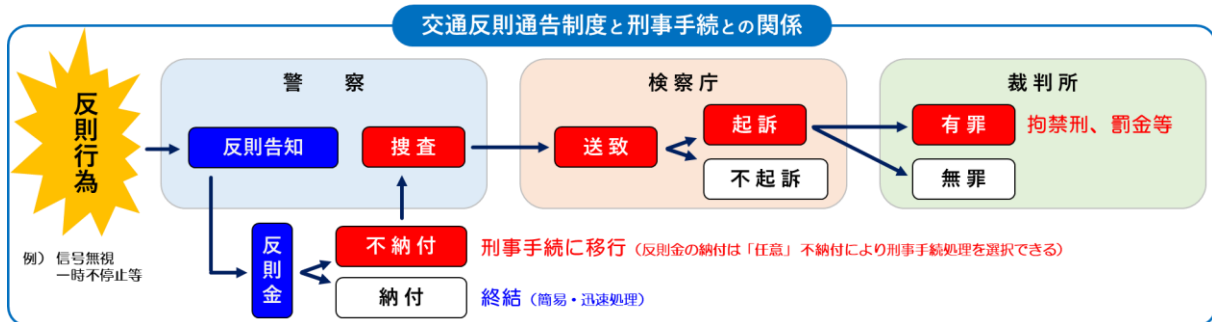 交通反則通告制度と刑事手続との関係
反則行為
例） 信号無視
一時不停止等
警 察
反則告知
捜 査
反則金
不 納 付
刑事手続に移行（反則金の納付は「任意」 不納付により刑事手続処理を選択できる）
納 付
終結（簡易・迅速処理）
検 察 庁
送 致
起 訴
不 起 訴
裁 判 所
有 罪
拘禁刑、罰金等
無 罪